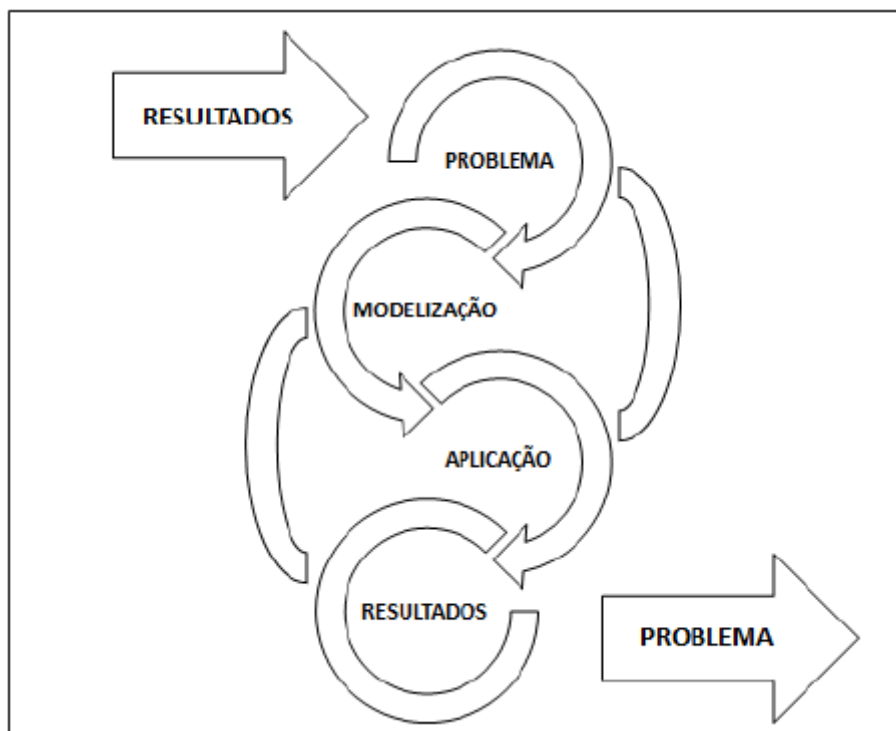 RESULTADOS
PROBLEMA
MODELIZAÇÃO
APLICAÇÃO
RESULTADOS
PROBLEMA